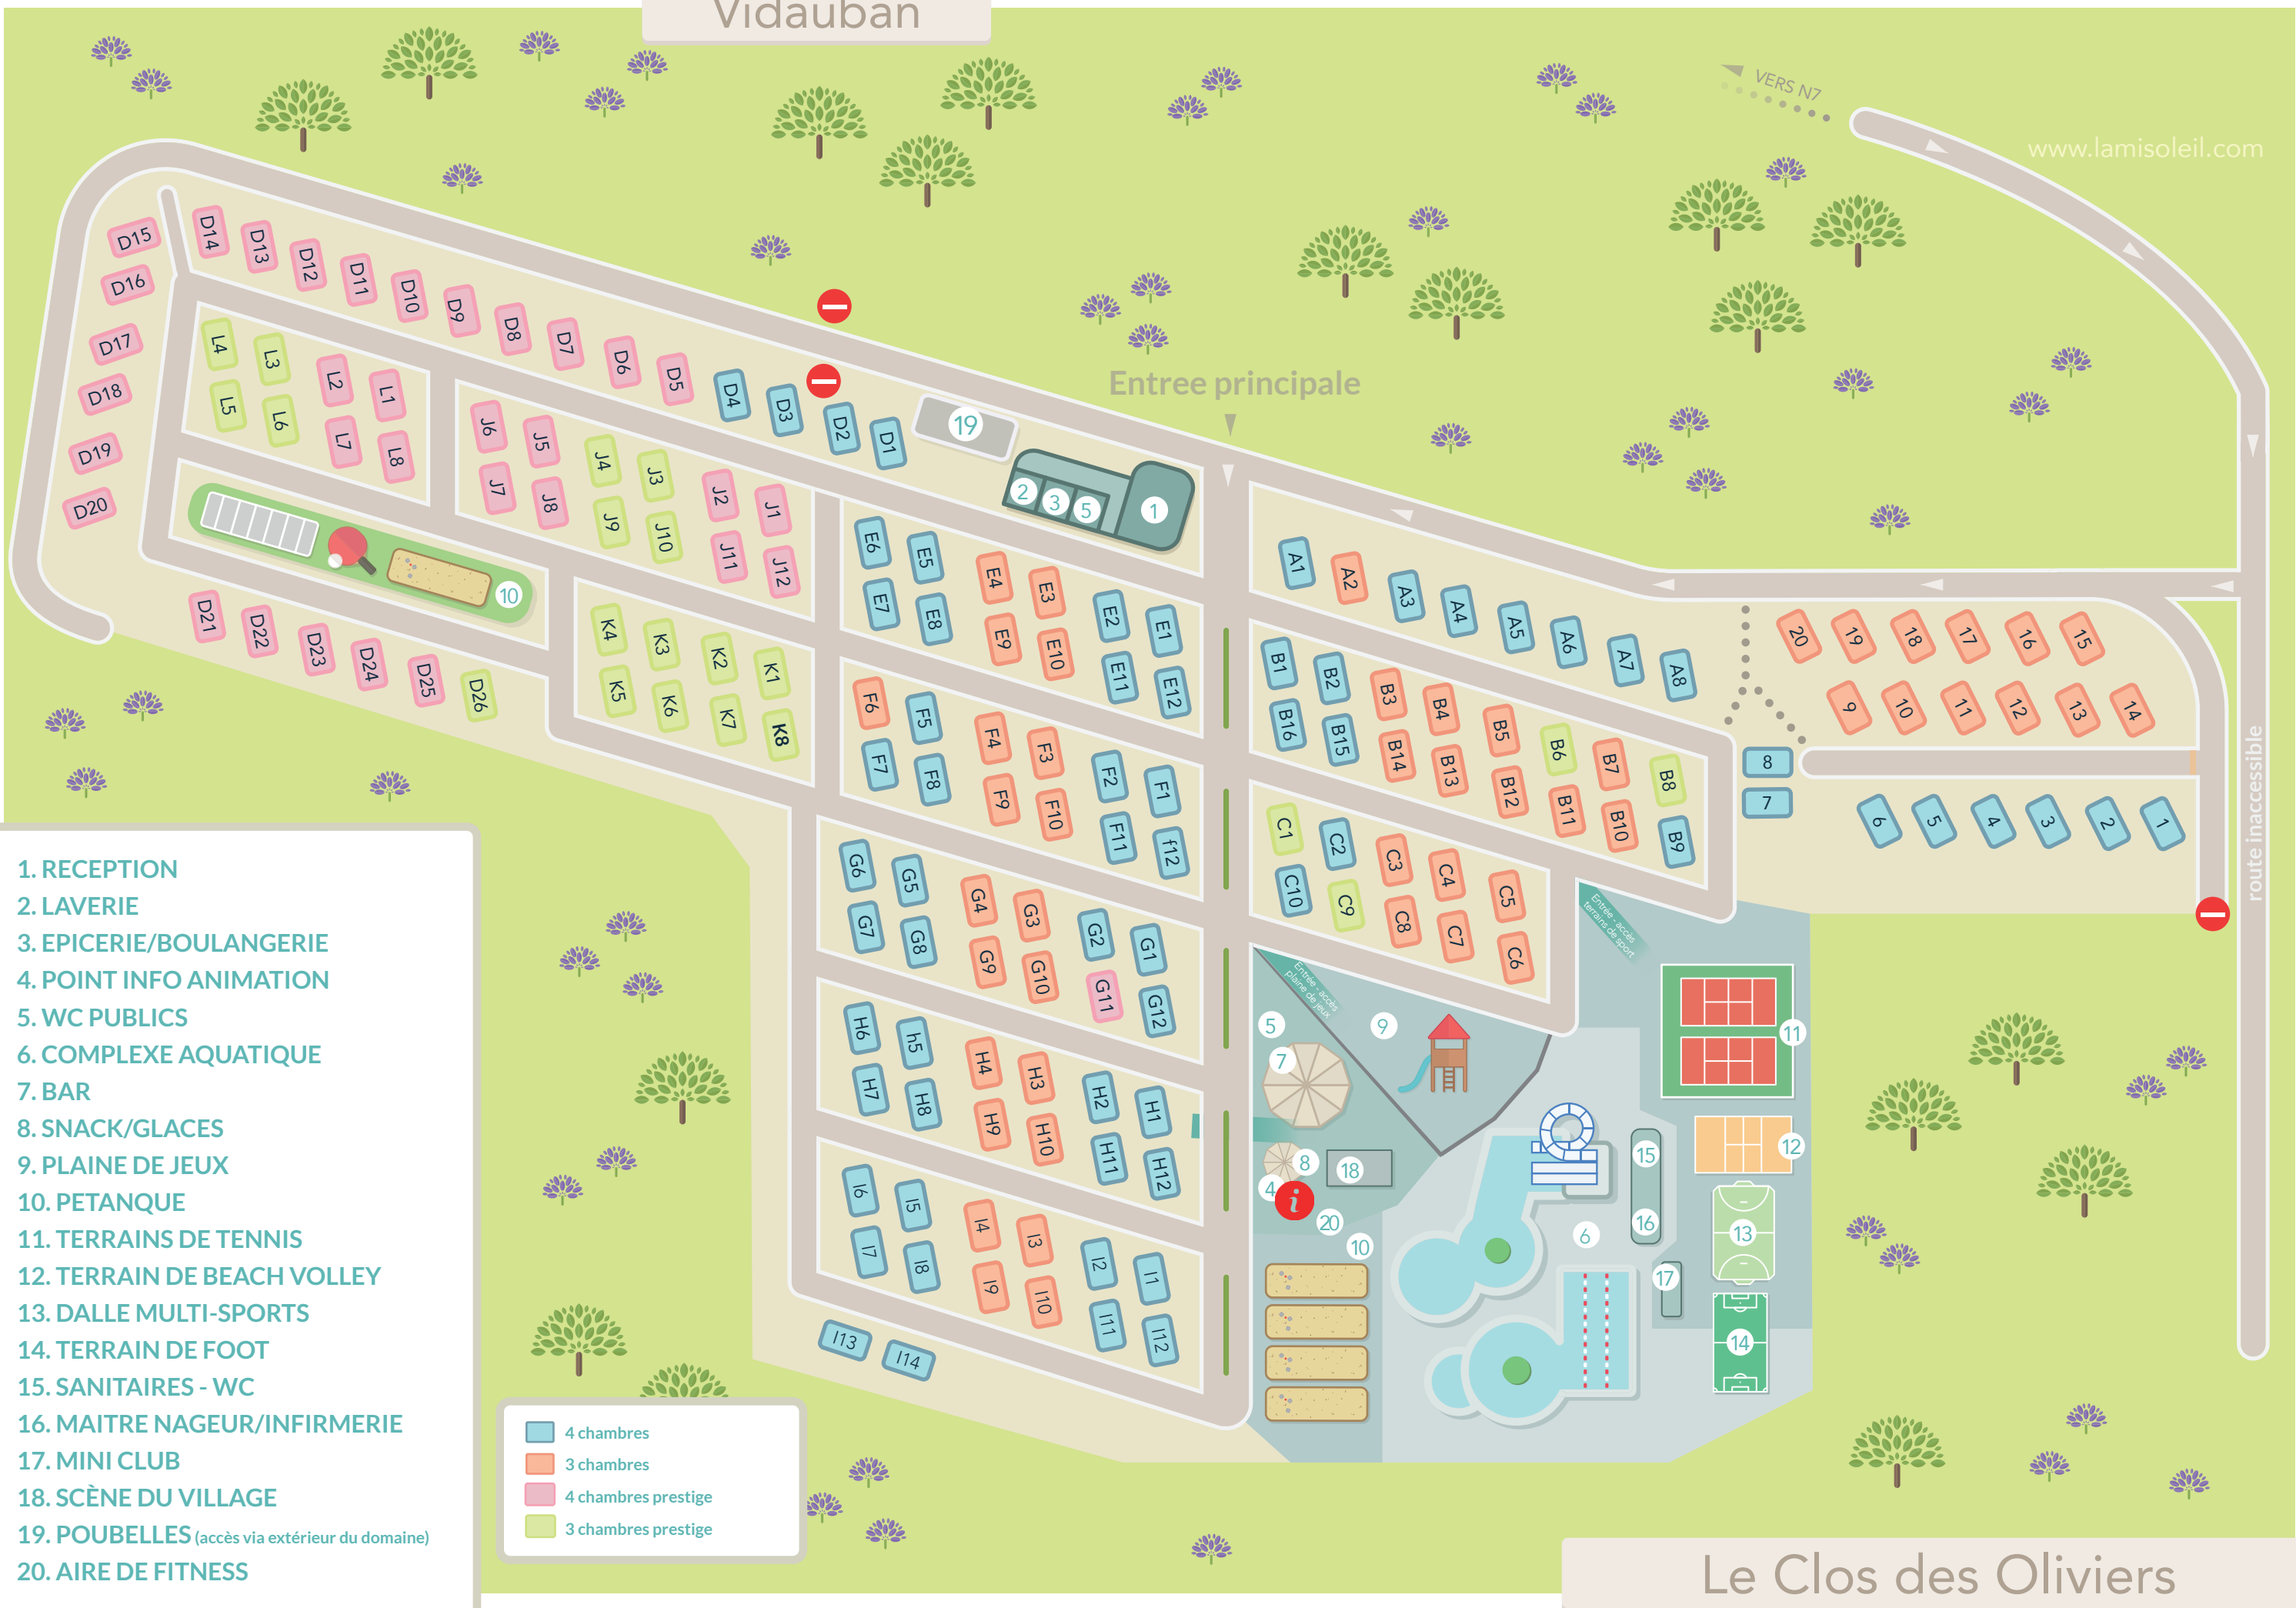 Vidauban
VERS N7
www.lamisoleil.com
Entree principale
route inaccessible
D15
D16
D17
D18
D19
D20
D14
D13
D12
D11
D10
D9
D8
D7
D6
D5
D4
D3
D2
D1
19
2
3
5
1
L4
L3
L2
L1
L5
L6
L7
L8
J6
J5
J4
J3
J2
J1
J7
J8
J9
J10
J11
J12
10
D21
D22
D23
D24
D25
D26
K4
K3
K2
K1
K5
K6
K7
K8
E6
E5
E4
E3
E2
E1
E7
E8
E9
E10
E11
E12
F6
F5
F4
F3
F2
F1
F7
F8
F9
F10
F11
f12
G6
G5
G4
G3
G2
G1
G7
G8
G9
G10
G11
G12
H6
h5
H4
H3
H2
H1
H7
H8
H9
H10
H11
H12
I6
I5
I4
I3
I2
I1
I7
I8
I9
I10
I11
I12
I13
I14
A1
A2
A3
A4
A5
A6
A7
A8
B1
B2
B3
B4
B5
B6
B7
B8
B16
B15
B14
B13
B12
B11
B10
B9
C1
C2
C3
C4
C5
C10
C9
C8
C7
C6
20
19
18
17
16
15
9
10
11
12
13
14
8
7
6
5
4
3
2
1
Entrée - accès
terrains de sport
Entrée - accès
plaine de jeux
5
9
7
11
12
8
18
15
4
i
20
16
6
13
10
17
14
1. RECEPTION
2. LAVERIE
3. EPICERIE/BOULANGERIE
4. POINT INFO ANIMATION
5. WC PUBLICS
6. COMPLEXE AQUATIQUE
7. BAR
8. SNACK/GLACES
9. PLAINE DE JEUX
10. PETANQUE
11. TERRAINS DE TENNIS
12. TERRAIN DE BEACH VOLLEY
13. DALLE MULTI-SPORTS
14. TERRAIN DE FOOT
15. SANITAIRES - WC
16. MAITRE NAGEUR/INFIRMERIE
17. MINI CLUB
18. SCÈNE DU VILLAGE
19. POUBELLES (accès via extérieur du domaine)
20. AIRE DE FITNESS
4 chambres
3 chambres
4 chambres prestige
3 chambres prestige
Le Clos des Oliviers